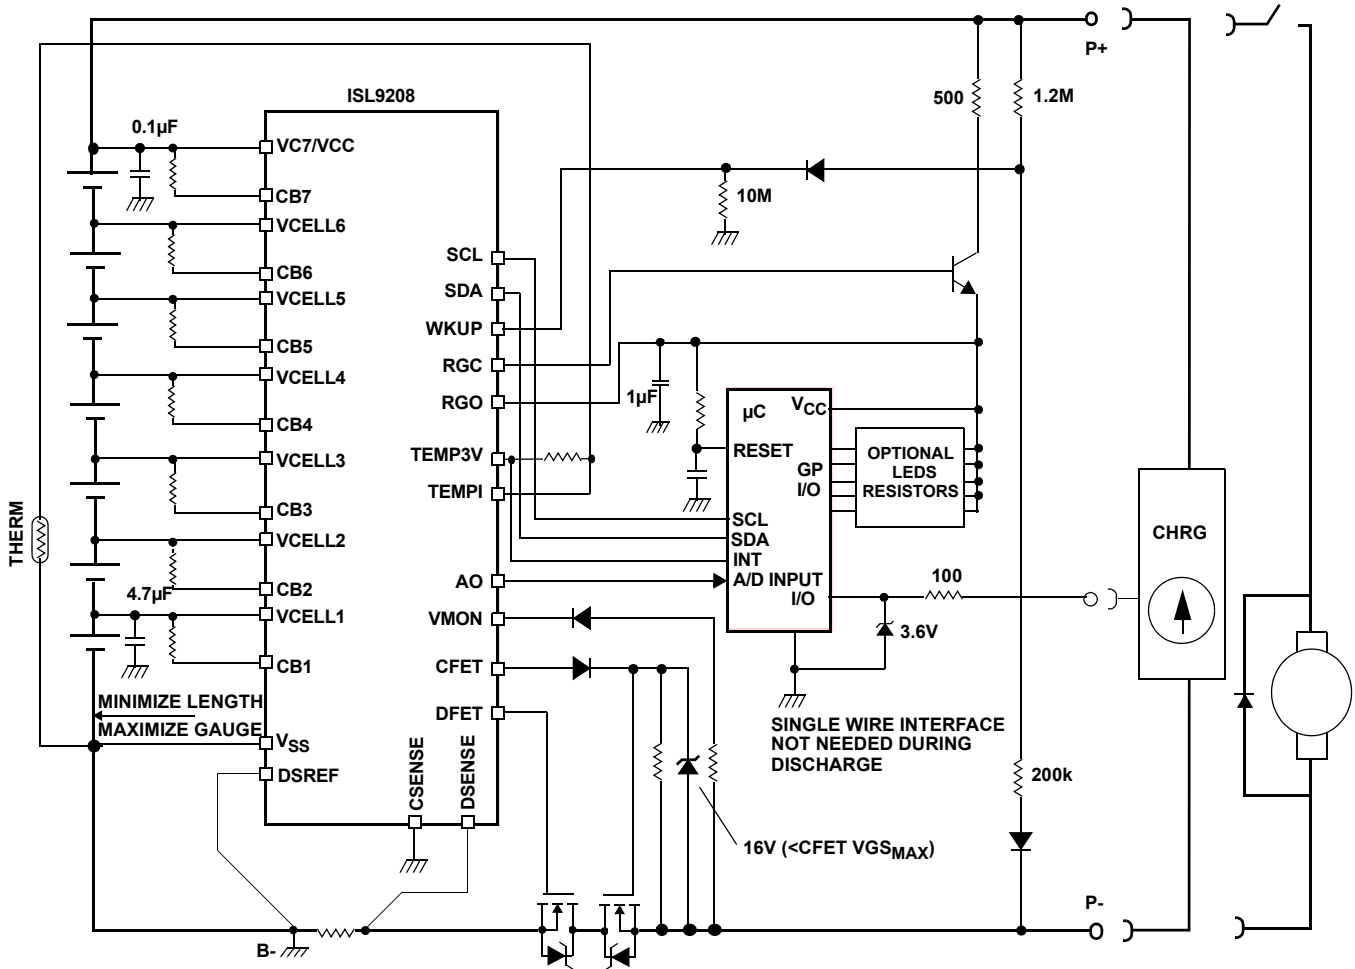 P+
ISL9208
500
1.2M
0.1µF
VC7/VCC
CB7
10M
VCELL6
SCL
CB6
SDA
VCELL5
WKUP
CB5
RGC
VCELL4
RGO
1µF
µC
VCC
CB4
RESET
OPTIONAL
LEDS
RESISTORS
VCELL3
TEMP3V
GP
I/O
TEMPI
CB3
SCL
THERM
VCELL2
SDA
CHRG
INT
CB2
AO
A/D INPUT
100
4.7µF
I/O
VCELL1
VMON
3.6V
CB1
CFET
MINIMIZE LENGTH
MAXIMIZE GAUGE
DFET
VSS
SINGLE WIRE INTERFACE
NOT NEEDED DURING
DISCHARGE
DSREF
CSENSE
DSENSE
200k
16V (<CFET VGSMAX)
P-
B-